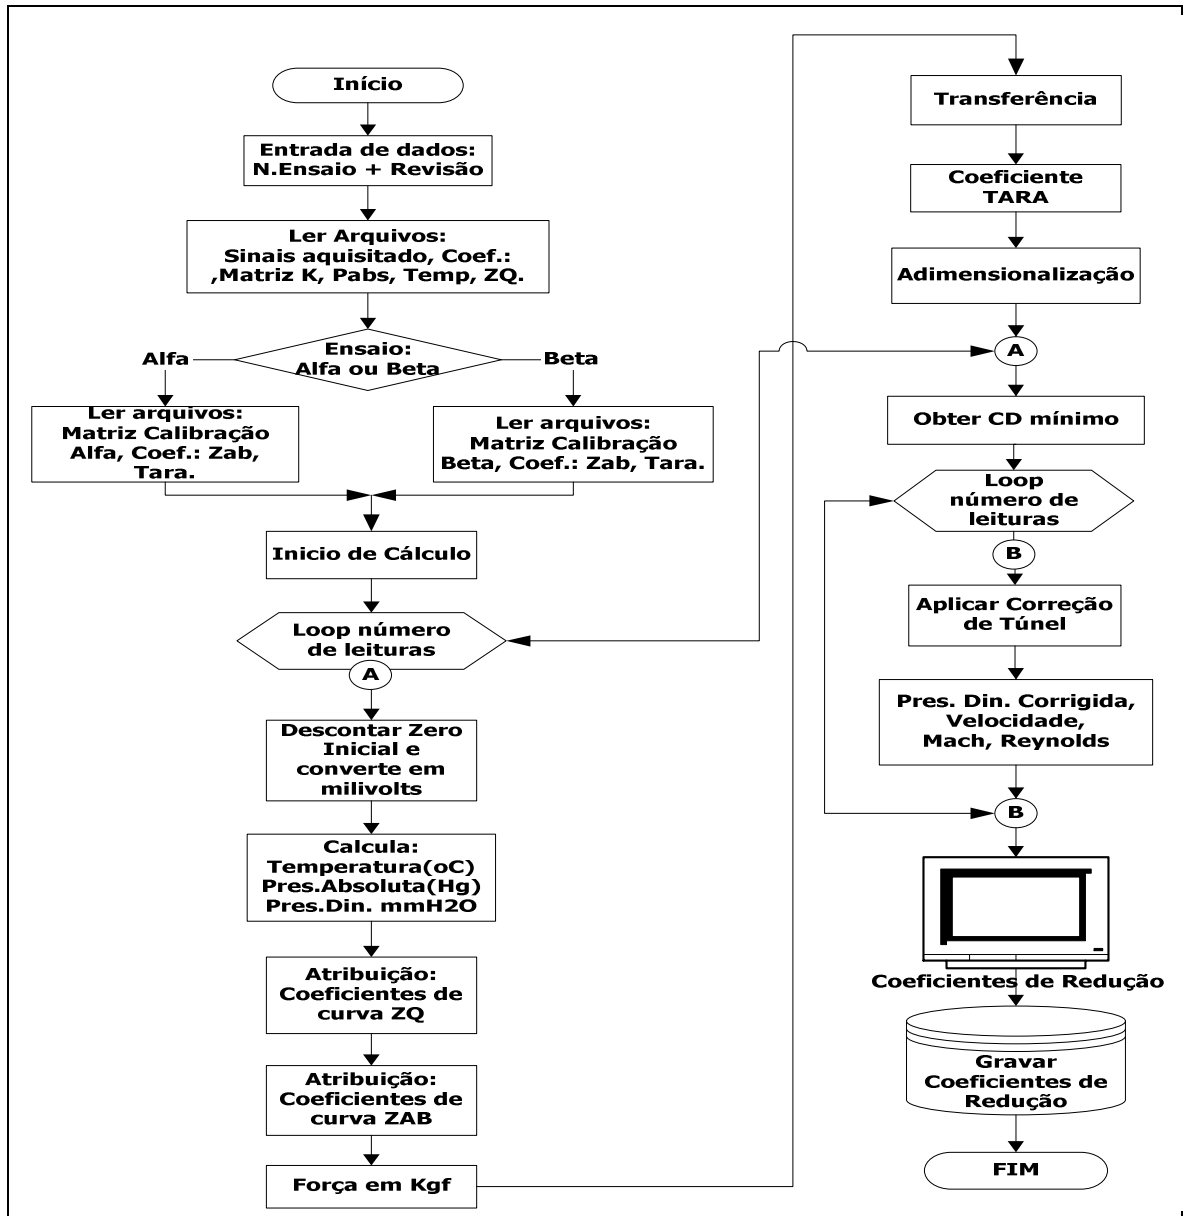 Início
Entrada de dados:
N.Ensaio + Revisão
Ler Arquivos:
Sinais aquisitado, Coef.:
,Matriz K, Pabs, Temp, ZQ.
Ensaio:
Alfa ou Beta
Alfa
Beta
Ler arquivos:
Matriz Calibração
Alfa, Coef.: Zab,
Tara.
Ler arquivos:
Matriz Calibração
Beta, Coef.: Zab, Tara.
Inicio de Cálculo
Loop número
de leituras
A
Descontar Zero
Inicial e
converte em
milivolts
Calcula:
Temperatura(oC)
Pres.Absoluta(Hg)
Pres.Din. mmH2O
Atribuição:
Coeficientes de
curva ZQ
Atribuição:
Coeficientes de
curva ZAB
Força em Kgf
Transferência
Coeficiente
TARA
Adimensionalização
A
Obter CD mínimo
Loop
número de
leituras
B
Aplicar Correção
de Túnel
Pres. Din. Corrigida,
Velocidade,
Mach, Reynolds
B
Coeficientes de Redução
Gravar
Coeficientes de
Redução
FIM